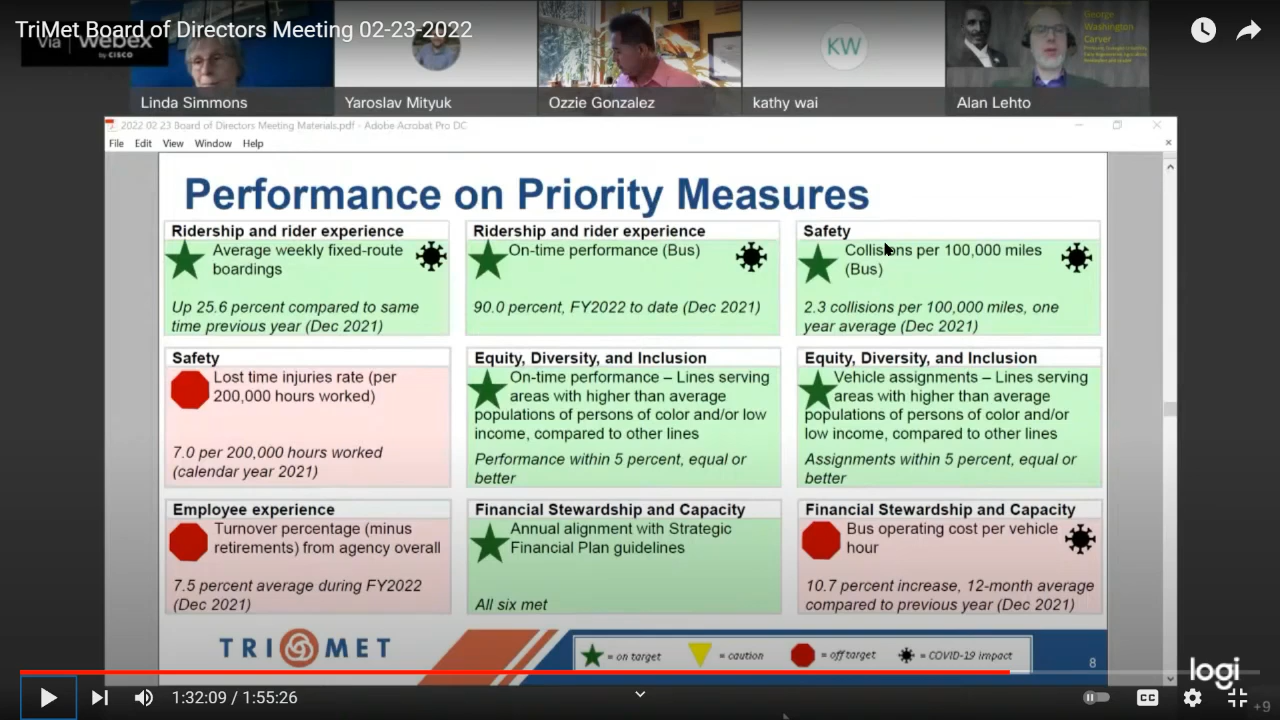 TriMet Board of Directors Meeting 02-23-2022
Via Webex
by CISCO
George
Washington
Carver
KW
Linda Simmons
Yaroslav Mityuk
Ozzie Gonzalez
kathy wai
Alan Lehto
2022 02 23 Board of Directors Meeting Materials.pdf - Adobe Acrobat Pro DC
File Edit View Window Help
Performance on Priority Measures
Ridership and rider experience
Average weekly fixed-route
boardings
Up 25.6 percent compared to same
time previous year (Dec 2021)
Ridership and rider experience
On-time performance (Bus)
90.0 percent, FY2022 to date (Dec 2021)
Safety
Collisions per 100,000 miles
(Bus)
2.3 collisions per 100,000 miles, one
year average (Dec 2021)
Safety
Lost time injuries rate (per
200,000 hours worked)
7.0 per 200,000 hours worked
(calendar year 2021)
Equity, Diversity, and Inclusion
On-time performance – Lines serving
areas with higher than average
populations of persons of color and/or low
income, compared to other lines
Performance within 5 percent, equal or
better
Equity, Diversity, and Inclusion
Vehicle assignments – Lines serving
areas with higher than average
populations of persons of color and/or
low income, compared to other lines
Assignments within 5 percent, equal or
better
Employee experience
Turnover percentage (minus
retirements) from agency overall
7.5 percent average during FY2022
(Dec 2021)
Financial Stewardship and Capacity
Annual alignment with Strategic
Financial Plan guidelines
All six met
Financial Stewardship and Capacity
Bus operating cost per vehicle
hour
10.7 percent increase, 12-month average
compared to previous year (Dec 2021)
TRI MET
= on target = caution = off target = COVID-19 impact
8
logi
1:32:09 / 1:55:26
CC
+9